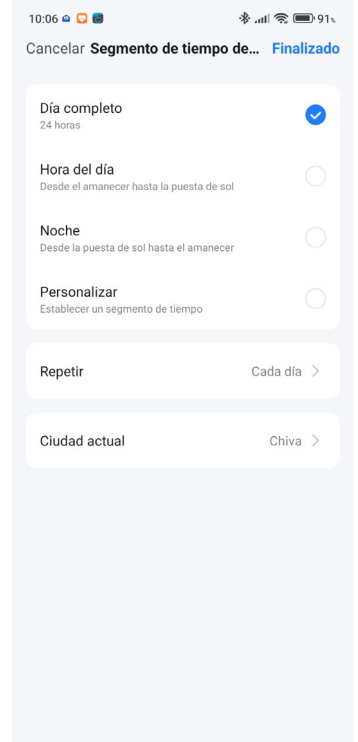 10:06 91%
Cancelar Segmento de tiempo de... Finalizado
Día completo
24 horas
Hora del día
Desde el amanecer hasta la puesta de sol
Noche
Desde la puesta de sol hasta el amanecer
Personalizar
Establecer un segmento de tiempo
Repetir Cada día
Ciudad actual Chiva